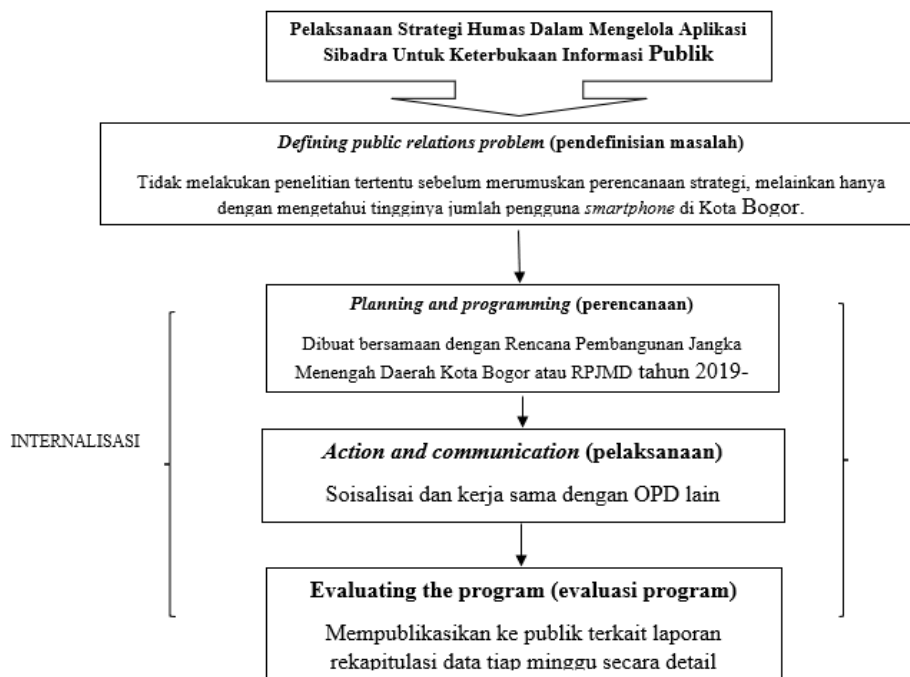 Pelaksanaan Strategi Humas Dalam Mengelola Aplikasi
Sibadra Untuk Keterbukaan Informasi Publik
Defining public relations problem (pendefinisian masalah)
Tidak melakukan penelitian tertentu sebelum merumuskan perencanaan strategi, melainkan hanya
dengan mengetahui tingginya jumlah pengguna smartphone di Kota Bogor.
Planning and programming (perencanaan)
Dibuat bersamaan dengan Rencana Pembangunan Jangka
Menengah Daerah Kota Bogor atau RPJMD tahun 2019-
INTERNALISASI
Action and communication (pelaksanaan)
Soisalisai dan kerja sama dengan OPD lain
Evaluating the program (evaluasi program)
Mempublikasikan ke publik terkait laporan
rekapitulasi data tiap minggu secara detail